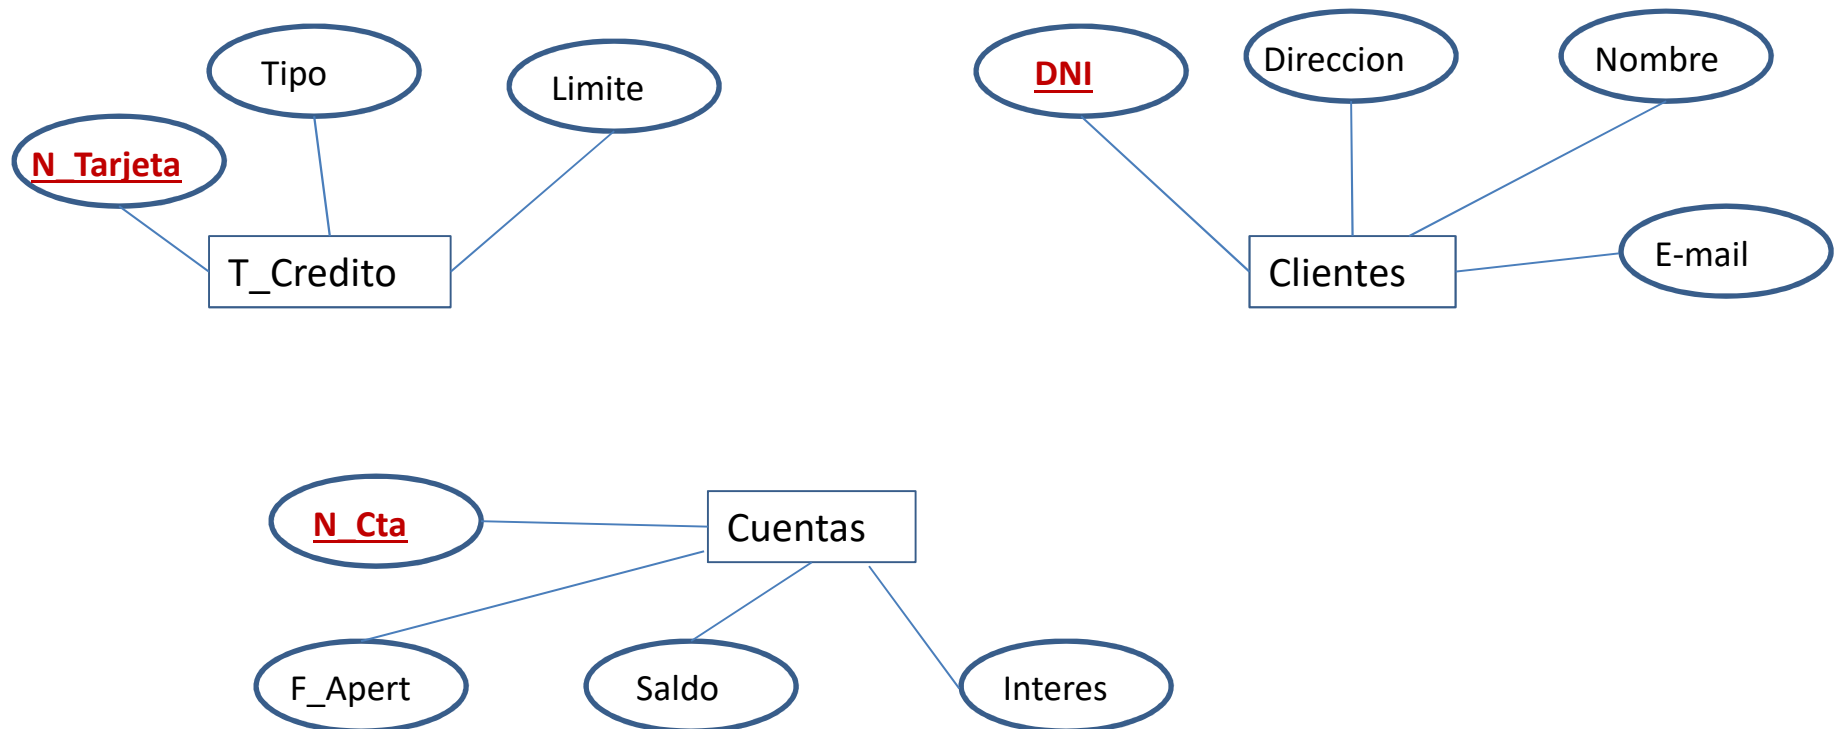 Tipo
Limite
N_Tarjeta
T_Credito
DNI
Direccion
Nombre
E-mail
Clientes
N_Cta
Cuentas
F_Apert
Saldo
Interes